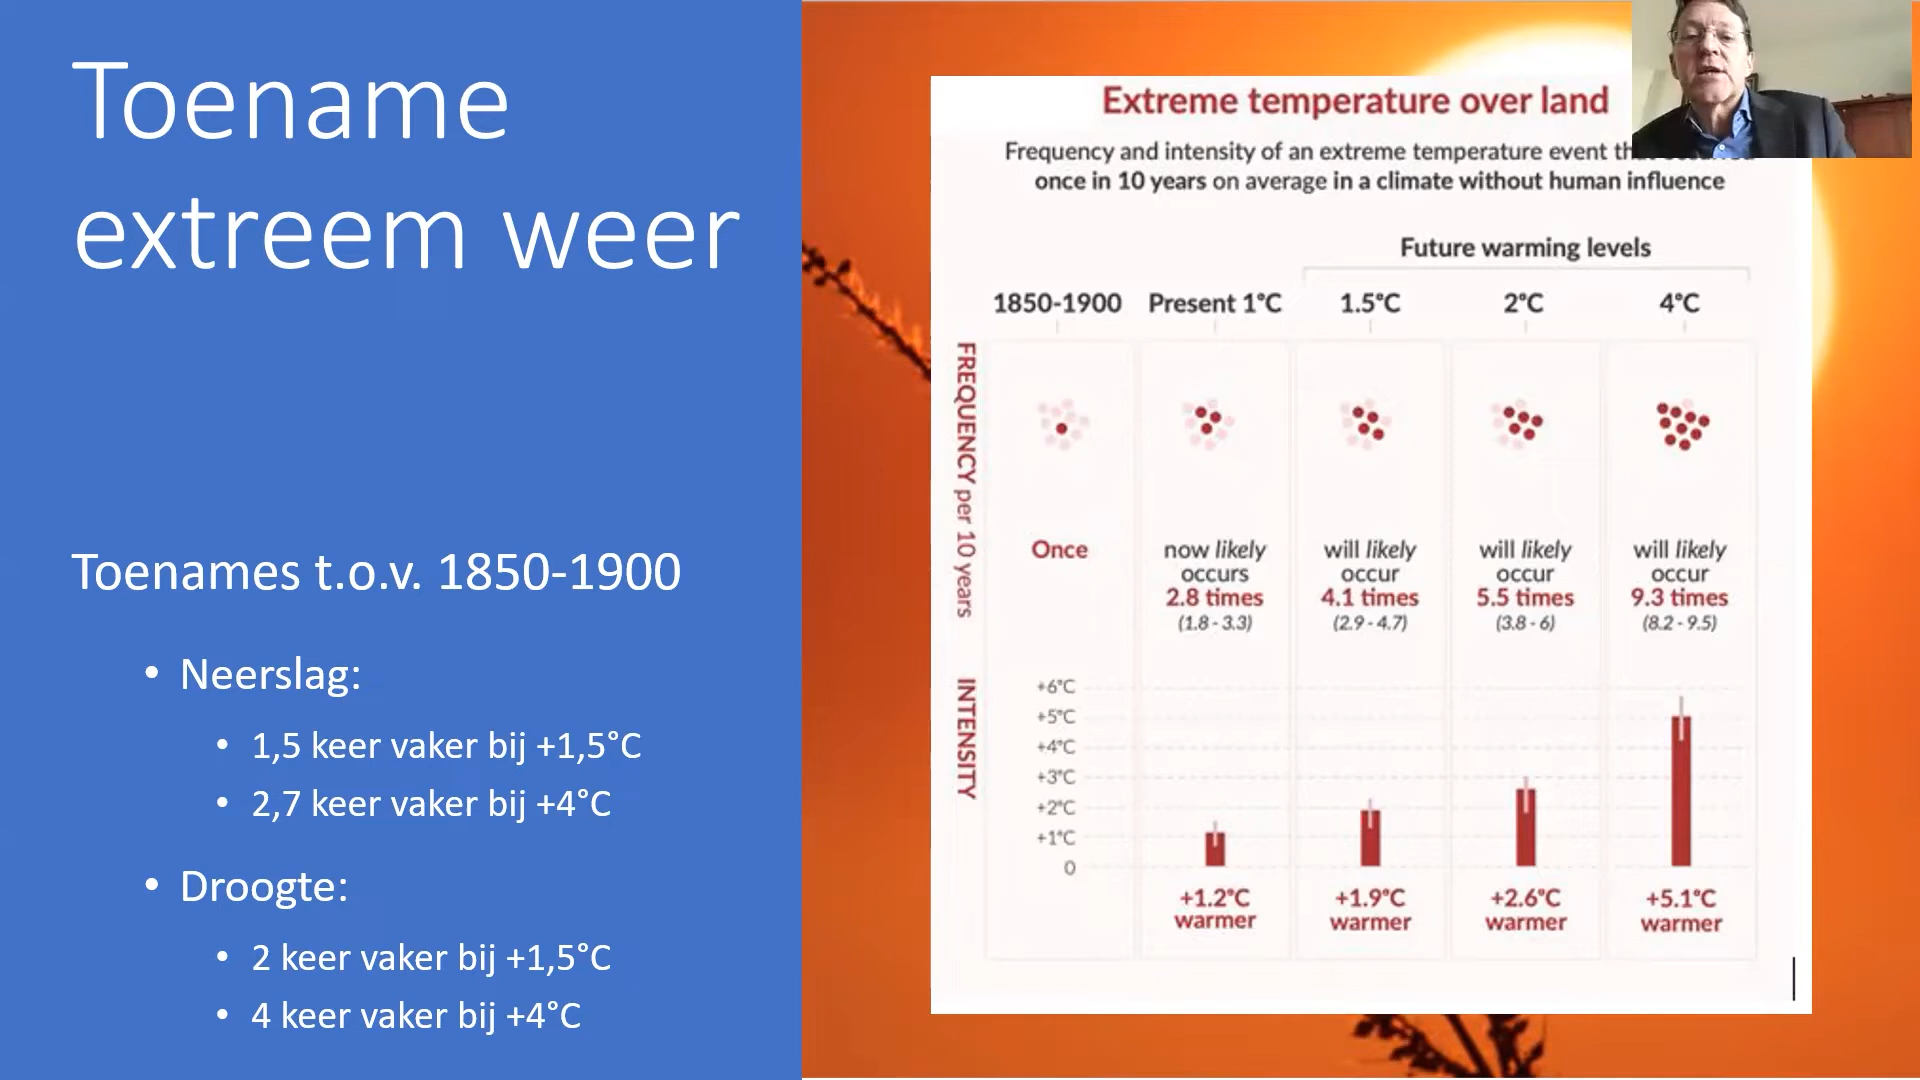 Toename
extreem weer
Toenames t.o.v. 1850-1900
• Neerslag:
• 1,5 keer vaker bij +1,5°C
• 2,7 keer vaker bij +4°C
• Droogte:
• 2 keer vaker bij +1,5°C
• 4 keer vaker bij +4°C
Extreme temperature over land
Frequency and intensity of an extreme temperature event
once in 10 years on average in a climate without human influence
Future warming levels
1850-1900 Present 1°C 1.5°C 2°C 4°C
FREQUENCY per 10 years
Once
now likely
occurs
2.8 times
(1.8 - 3.3)
will likely
occur
4.1 times
(2.9 - 4.7)
will likely
occur
5.5 times
(3.8 - 6)
will likely
occur
9.3 times
(8.2 - 9.5)
INTENSITY
+6°C
+5°C
+4°C
+3°C
+2°C
+1°C
0
+1.2°C
warmer
+1.9°C
warmer
+2.6°C
warmer
+5.1°C
warmer